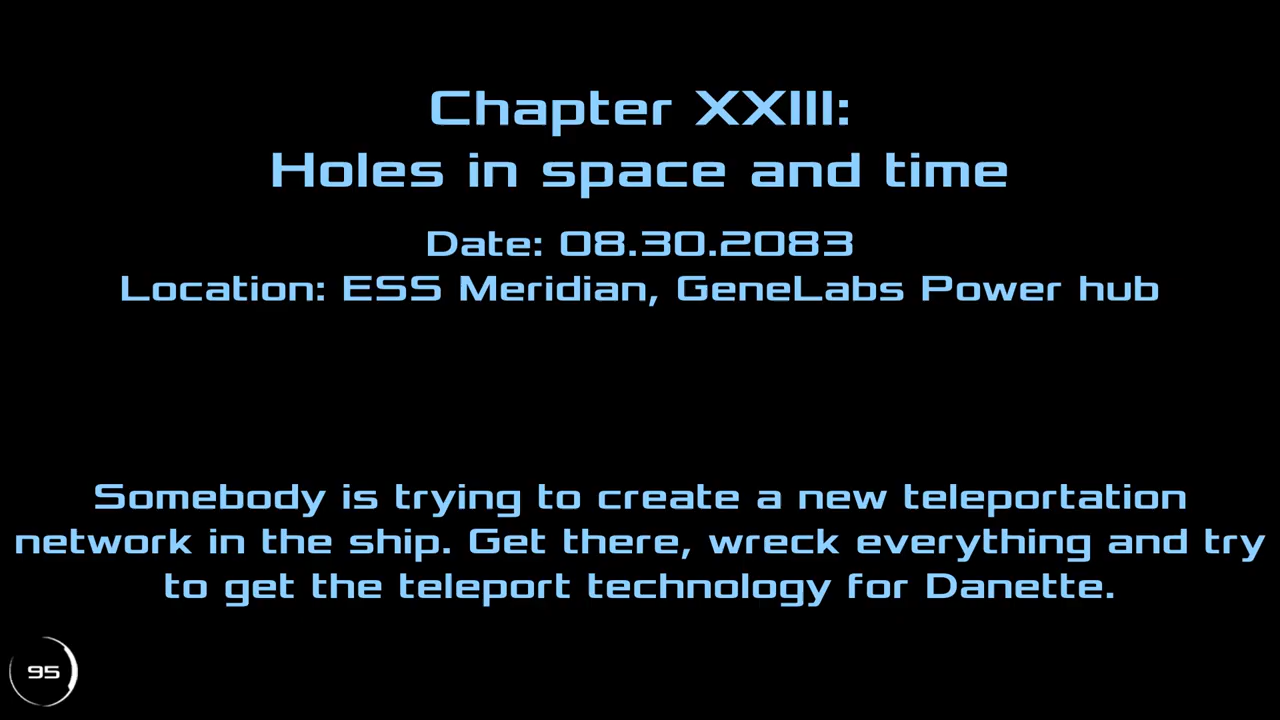 Chapter XXIII:
Holes in space and time
Date: 08.30.2083
Location: ESS Meridian, GeneLabs Power hub
Somebody is trying to create a new teleportation
network in the ship. Get there, wreck everything and try
to get the teleport technology for Danette.
95